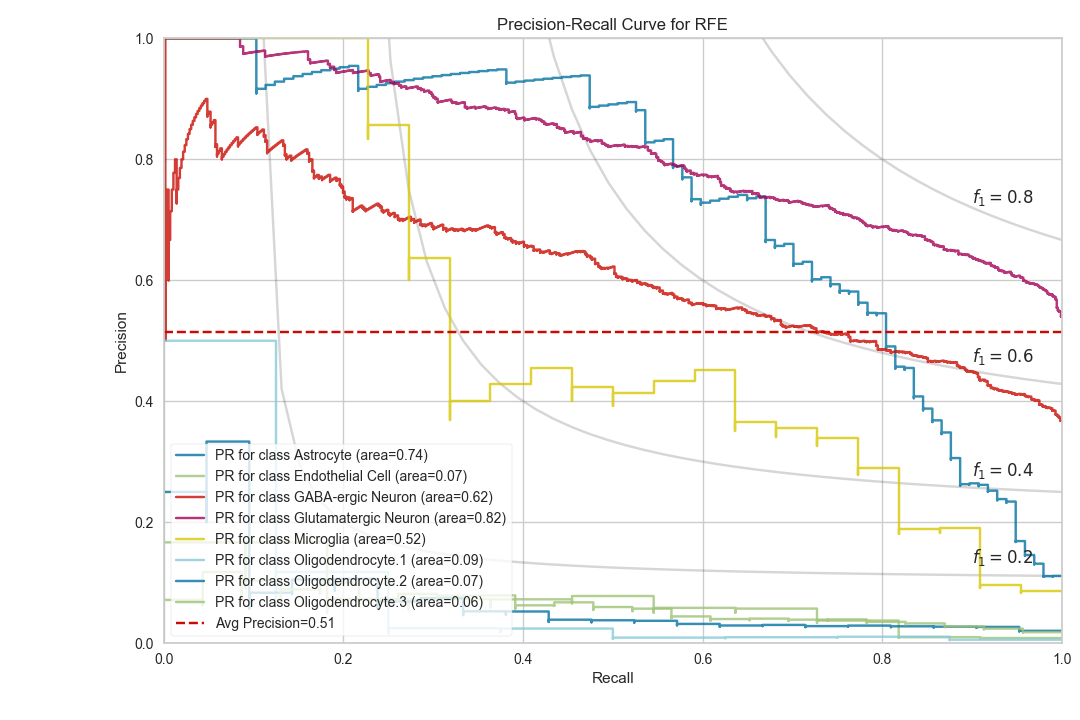 Precision-Recall Curve for RFE
1.0
0.8
0.6
0.4
0.2
0.0
Precision
f1 = 0.8
f1 = 0.6
f1 = 0.4
f1 = 0.2
PR for class Astrocyte (area=0.74)
PR for class Endothelial Cell (area=0.07)
PR for class GABA-ergic Neuron (area=0.62)
PR for class Glutamatergic Neuron (area=0.82)
PR for class Microglia (area=0.52)
PR for class Oligodendrocyte.1 (area=0.09)
PR for class Oligodendrocyte.2 (area=0.07)
PR for class Oligodendrocyte.3 (area=0.06)
Avg Precision=0.51
0.0 0.2 0.4 0.6 0.8 1.0
Recall